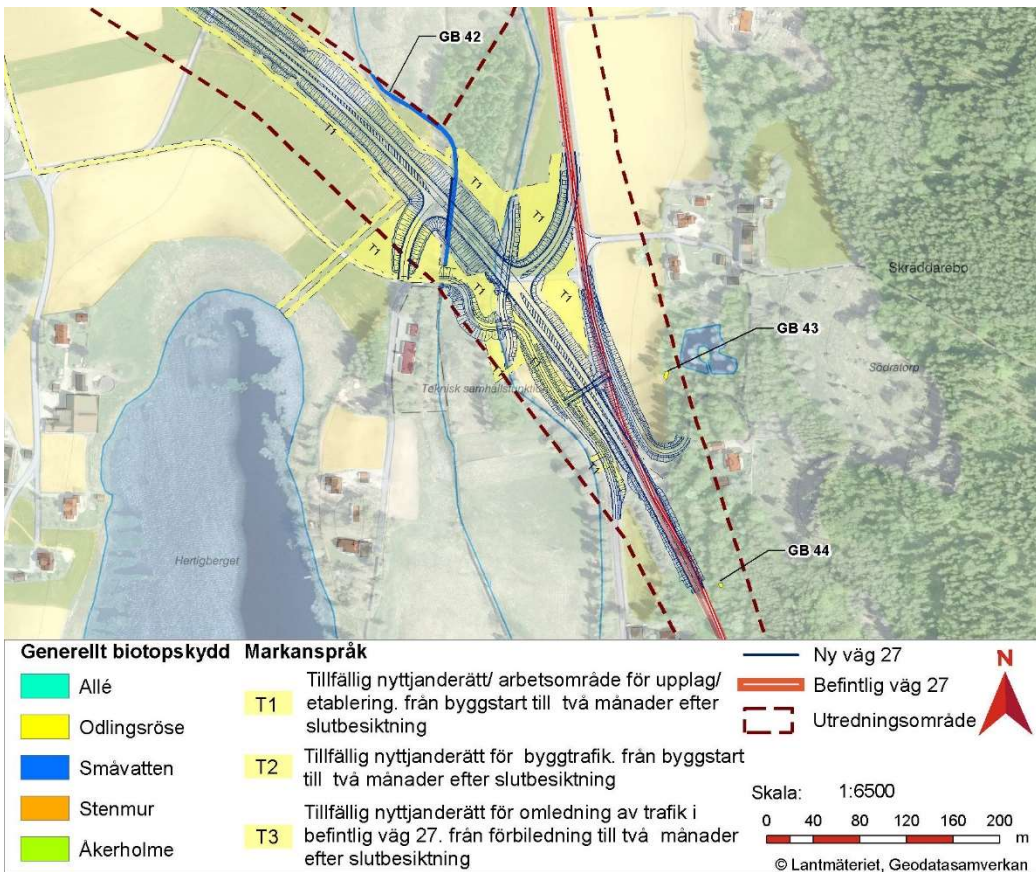 GB 42
T1
T1
T1
T1
T1
T1
Skräddarebo
GB 43
Södratorp
Teknisk samhällsfunktion
T1
GB 44
Hertigberget
Generellt biotopskydd
Allé
Odlingsröse
Småvatten
Stenmur
Åkerholme
Markanspråk
T1 Tillfällig nyttjanderätt/ arbetsområde för upplag/
etablering. från byggstart till två månader efter
slutbesiktning
T2 Tillfällig nyttjanderätt för byggtrafik. från byggstart
till två månader efter slutbesiktning
T3 Tillfällig nyttjanderätt för omledning av trafik i
befintlig väg 27. från förbiledning till två månader
efter slutbesiktning
Ny väg 27
Befintlig väg 27
Utredningsområde
N
Skala: 1:6500
0 40 80 120 160 200
m
© Lantmäteriet, Geodatasamverkan